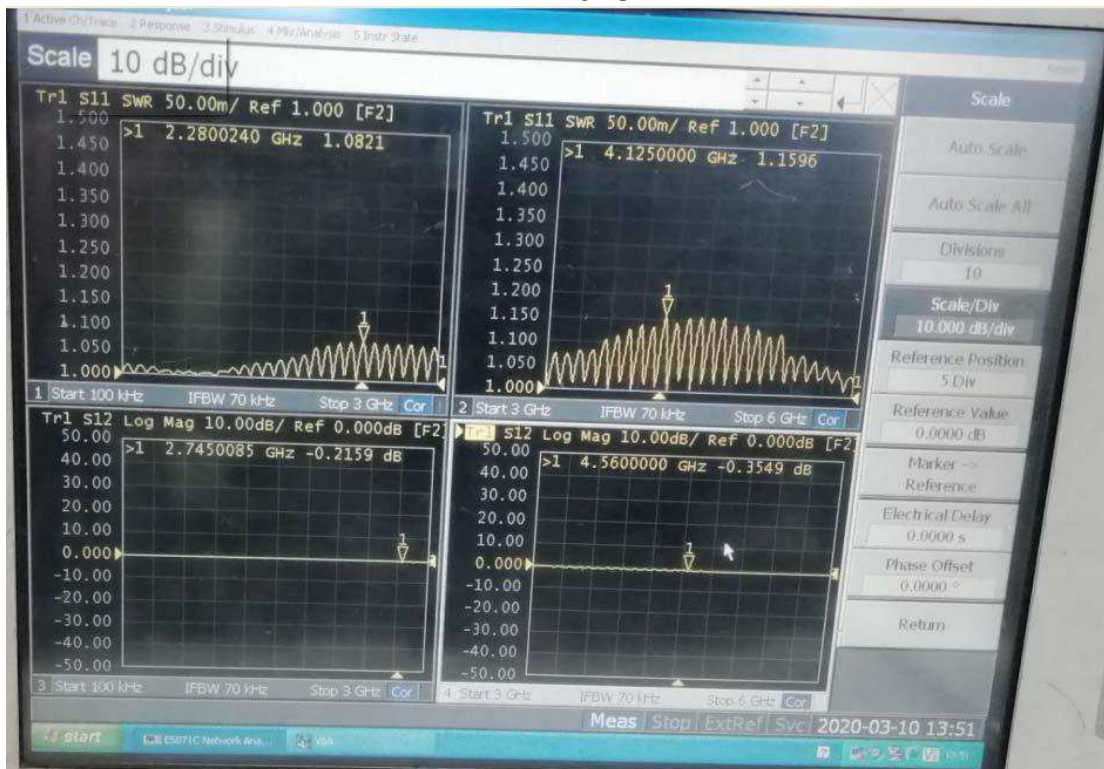 1 Active Ch/Trace 2 Response 3 Stimulus 4 Mkr/Analysis 5 Instr State
Scale 10 dB/div
Tr1 S11 SWR 50.00m/ Ref 1.000 [F2]
1.500
>1 2.2800240 GHz 1.0821
1.450
1.400
1.350
1.300
1.250
1.200
1.150
1
1.100
1.050
1.000
1 Start 100 kHz IFBW 70 kHz Stop 3 GHz Cor
Tr1 S11 SWR 50.00m/ Ref 1.000 [F2]
1.500
>1 4.1250000 GHz 1.1596
1.450
1.400
1.350
1.300
1.250
1.200
1
1.150
1.100
1.050
1.000
2 Start 3 GHz IFBW 70 kHz Stop 6 GHz Cor
Tr1 S12 Log Mag 10.00dB/ Ref 0.000dB [F2
50.00
>1 2.7450085 GHz -0.2159 dB
40.00
30.00
20.00
10.00
1
0.000
-10.00
-20.00
-30.00
-40.00
-50.00
3 Start 100 kHz IFBW 70 kHz Stop 3 GHz Cor
Tr1 S12 Log Mag 10.00dB/ Ref 0.000dB [F2
50.00
>1 4.5600000 GHz -0.3549 dB
40.00
30.00
20.00
10.00
1
0.000
-10.00
-20.00
-30.00
-40.00
-50.00
4 Start 3 GHz IFBW 70 kHz Stop 6 GHz Cor
Scale
Auto Scale
Auto Scale All
Divisions
10
Scale/Div
10.000 dB/div
Reference Position
5 Div
Reference Value
0.0000 dB
Marker ->
Reference
Electrical Delay
0.0000 s
Phase Offset
0.0000 °
Return
Meas Stop ExtRef Svc 2020-03-10 13:51
start E5071C Network Ana... VBA